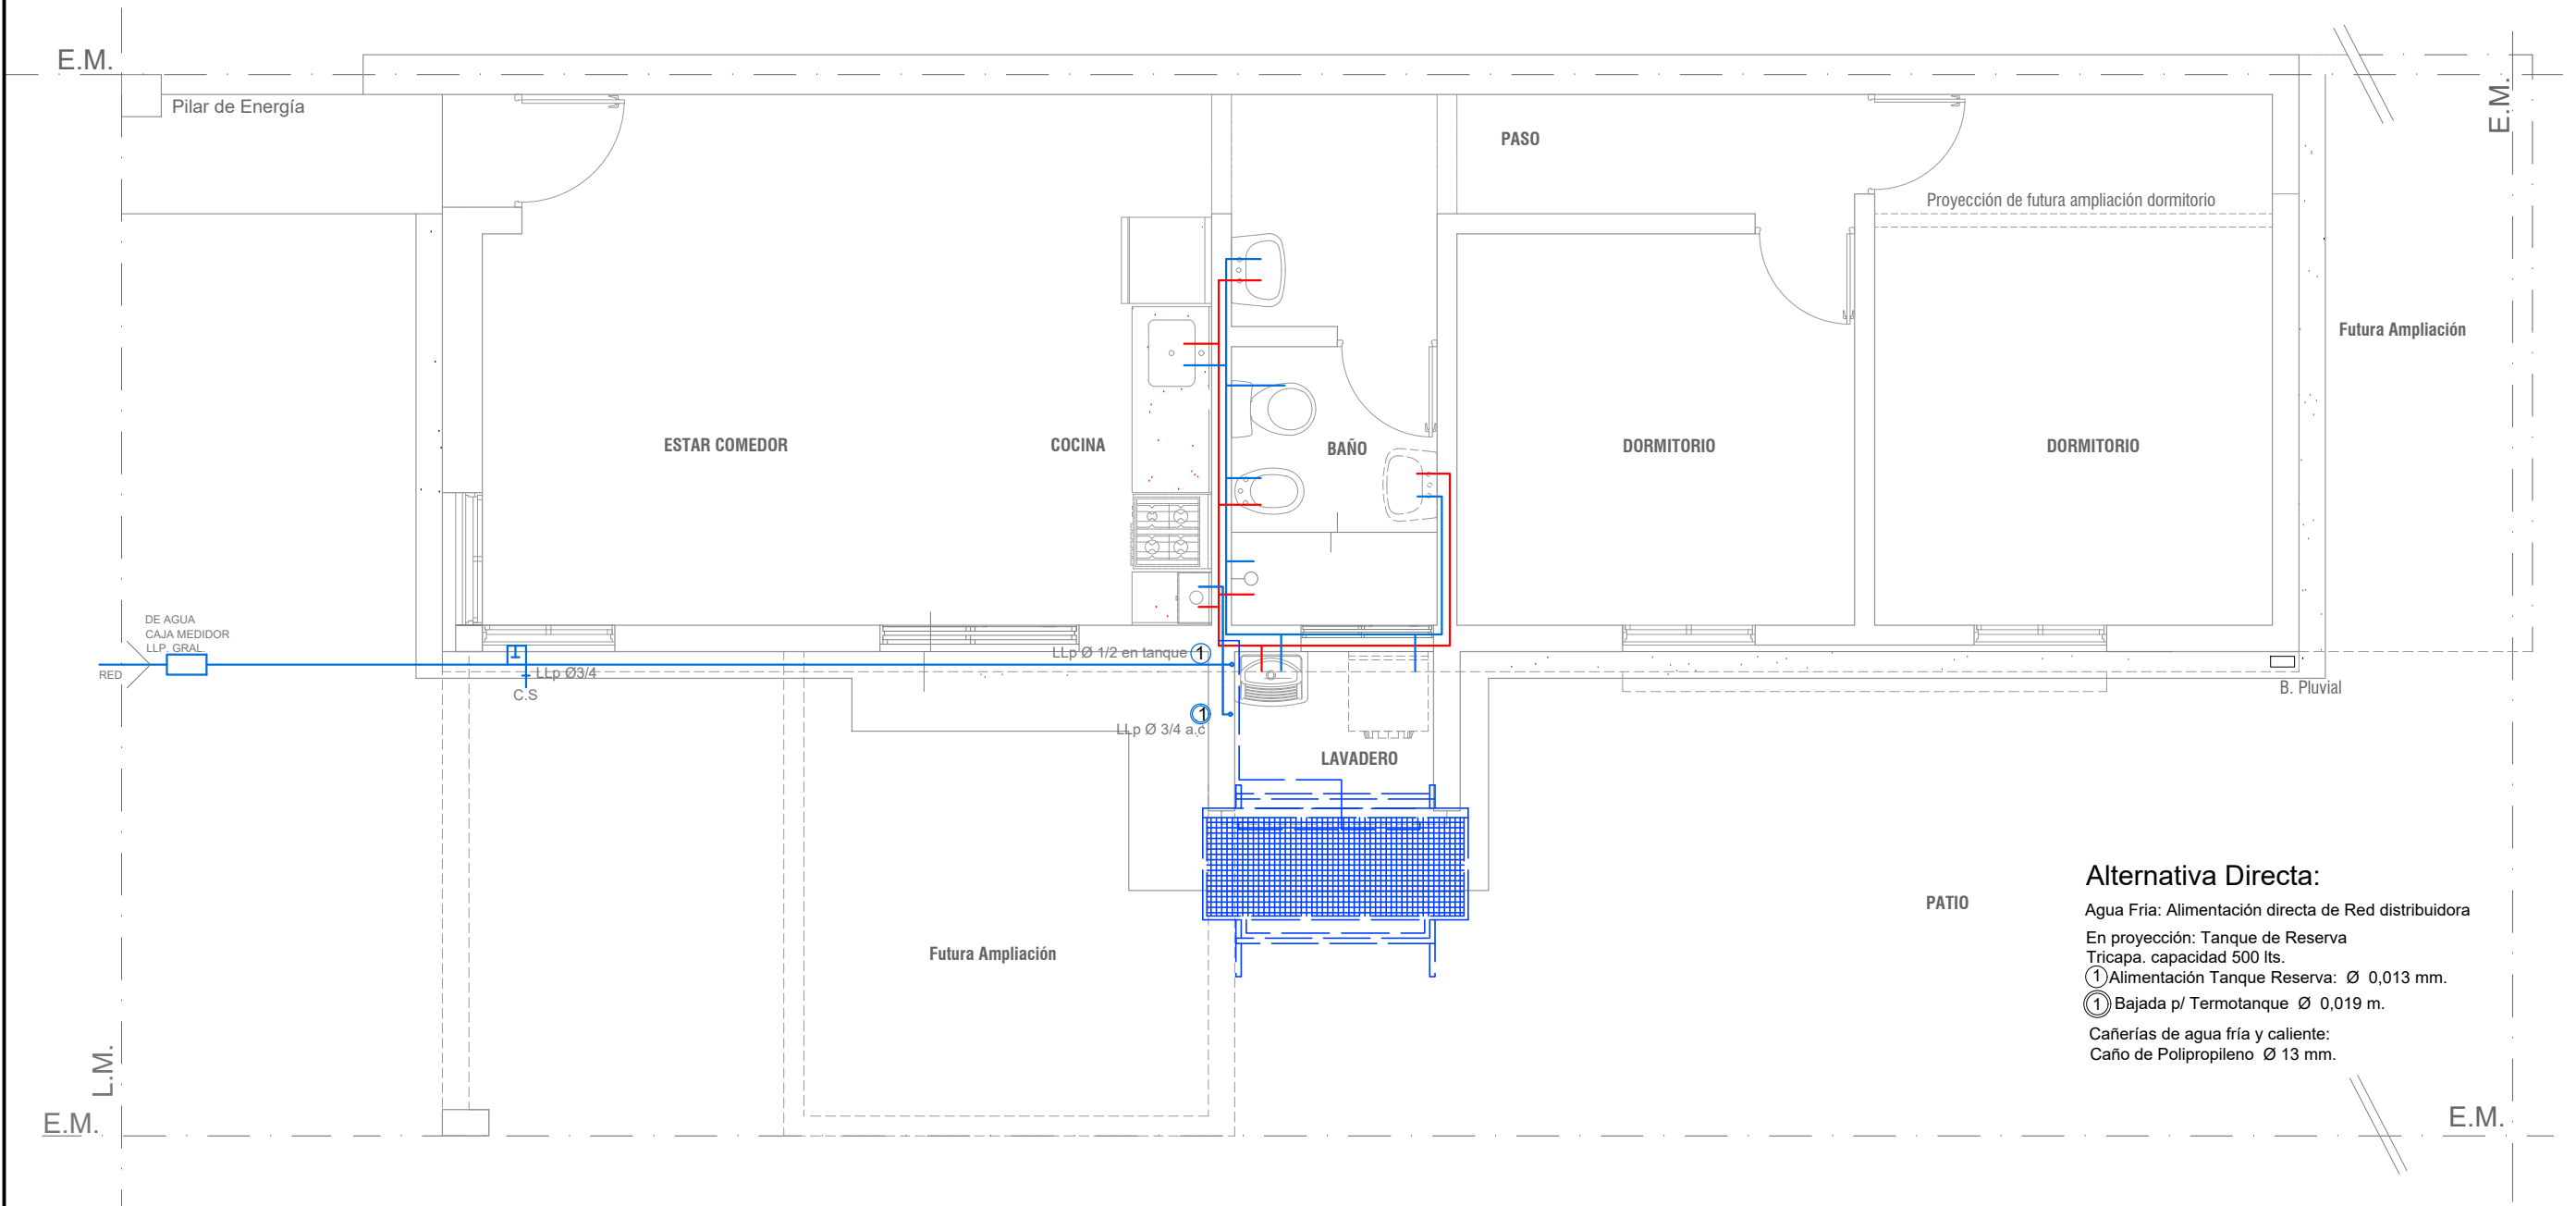 E.M.
E.M.
Pilar de Energía
PASO
Proyección de futura ampliación dormitorio
Futura Ampliación
ESTAR COMEDOR
COCINA
BAÑO
DORMITORIO
DORMITORIO
DE AGUA
CAJA MEDIDOR
LLP. GRAL.
RED
LLp Ø3/4
C.S
LLp Ø 1/2 en tanque 1
1
LLp Ø 3/4 a.c
B. Pluvial
LAVADERO
PATIO
Futura Ampliación
Alternativa Directa:
Agua Fria: Alimentación directa de Red distribuidora
En proyección: Tanque de Reserva
Tricapa. capacidad 500 lts.
1 Alimentación Tanque Reserva: Ø 0,013 mm.
1 Bajada p/ Termotanque Ø 0,019 m.
Cañerías de agua fría y caliente:
Caño de Polipropileno Ø 13 mm.
L.M.
E.M.
E.M.